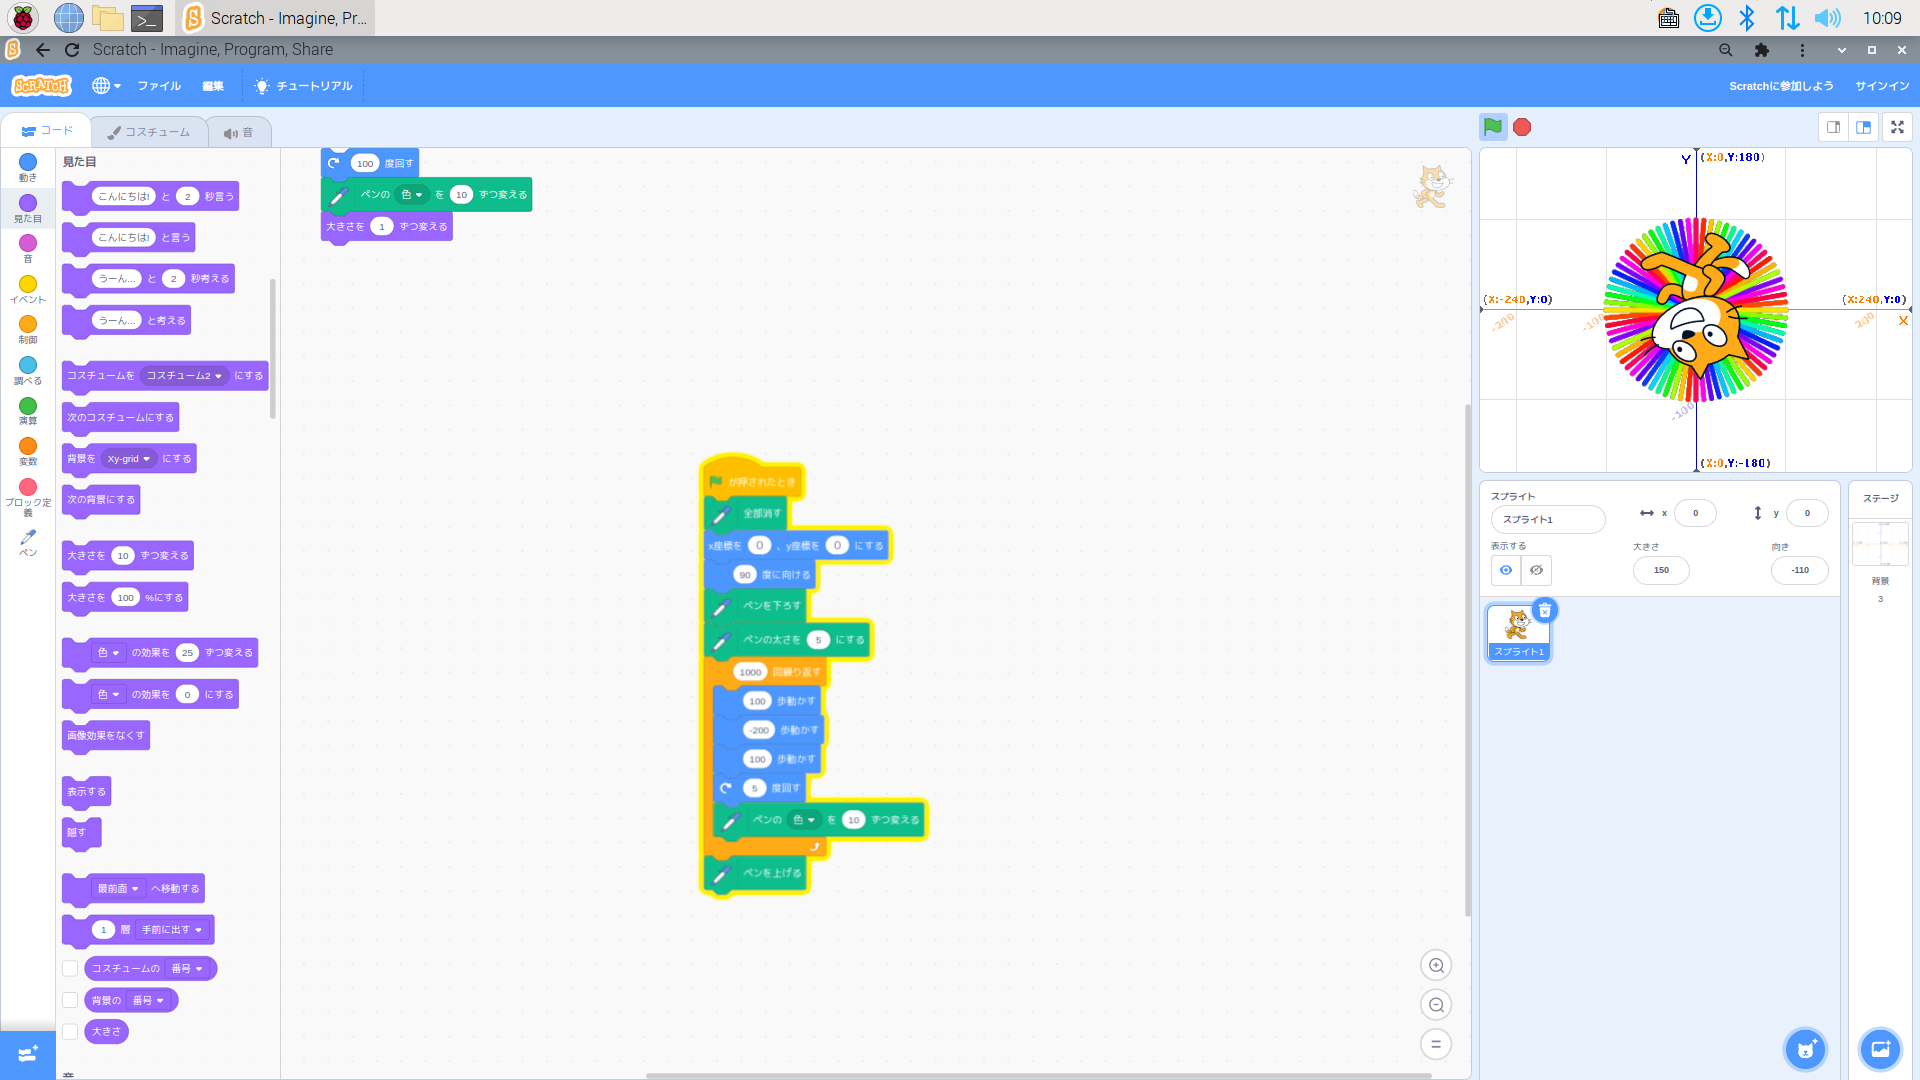 Scratch - Imagine, Pr...
10:09
Scratch - Imagine, Program, Share
SCRATCH
ファイル
編集
チュートリアル
Scratchに参加しよう
サインイン
コード
コスチューム
音
動き
見た目
音
イベント
制御
調べる
演算
変数
ブロック定義
ペン
見た目
こんにちは! と 2 秒言う
こんにちは! と言う
うーん... と 2 秒考える
うーん... と考える
コスチュームを コスチューム2 にする
次のコスチュームにする
背景を Xy-grid にする
次の背景にする
大きさを 10 ずつ変える
大きさを 100 %にする
色 の効果を 25 ずつ変える
色 の効果を 0 にする
画像効果をなくす
表示する
隠す
最前面 へ移動する
1 層 手前に出す
コスチュームの 番号
背景の 番号
大きさ
100 度回す
ペンの 色 を 10 ずつ変える
大きさを 1 ずつ変える
が押されたとき
全部消す
x座標を 0 、y座標を 0 にする
90 度に向ける
ペンを下ろす
ペンの太さを 5 にする
1000 回繰り返す
100 歩動かす
-200 歩動かす
100 歩動かす
5 度回す
ペンの 色 を 10 ずつ変える
ペンを上げる
Y (X:0,Y:180)
(X:-240,Y:0)
(X:240,Y:0)
-200
-100
200
X
-100
(X:0,Y:-180)
スプライト
スプライト1
x 0
y 0
表示する
大きさ 150
向き -110
スプライト1
ステージ
背景
3